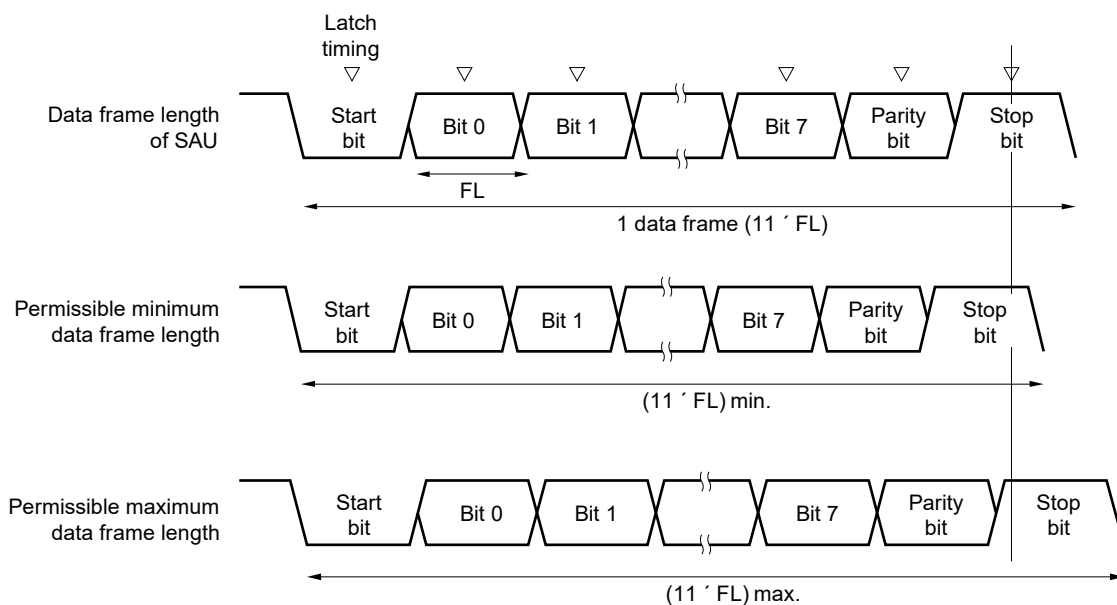 Latch
timing
Data frame length
of SAU
Start
bit
Bit 0
Bit 1
Bit 7
Parity
bit
Stop
bit
FL
1 data frame (11 ´ FL)
Permissible minimum
data frame length
Start
bit
Bit 0
Bit 1
Bit 7
Parity
bit
Stop
bit
(11 ´ FL) min.
Permissible maximum
data frame length
Start
bit
Bit 0
Bit 1
Bit 7
Parity
bit
Stop
bit
(11 ´ FL) max.